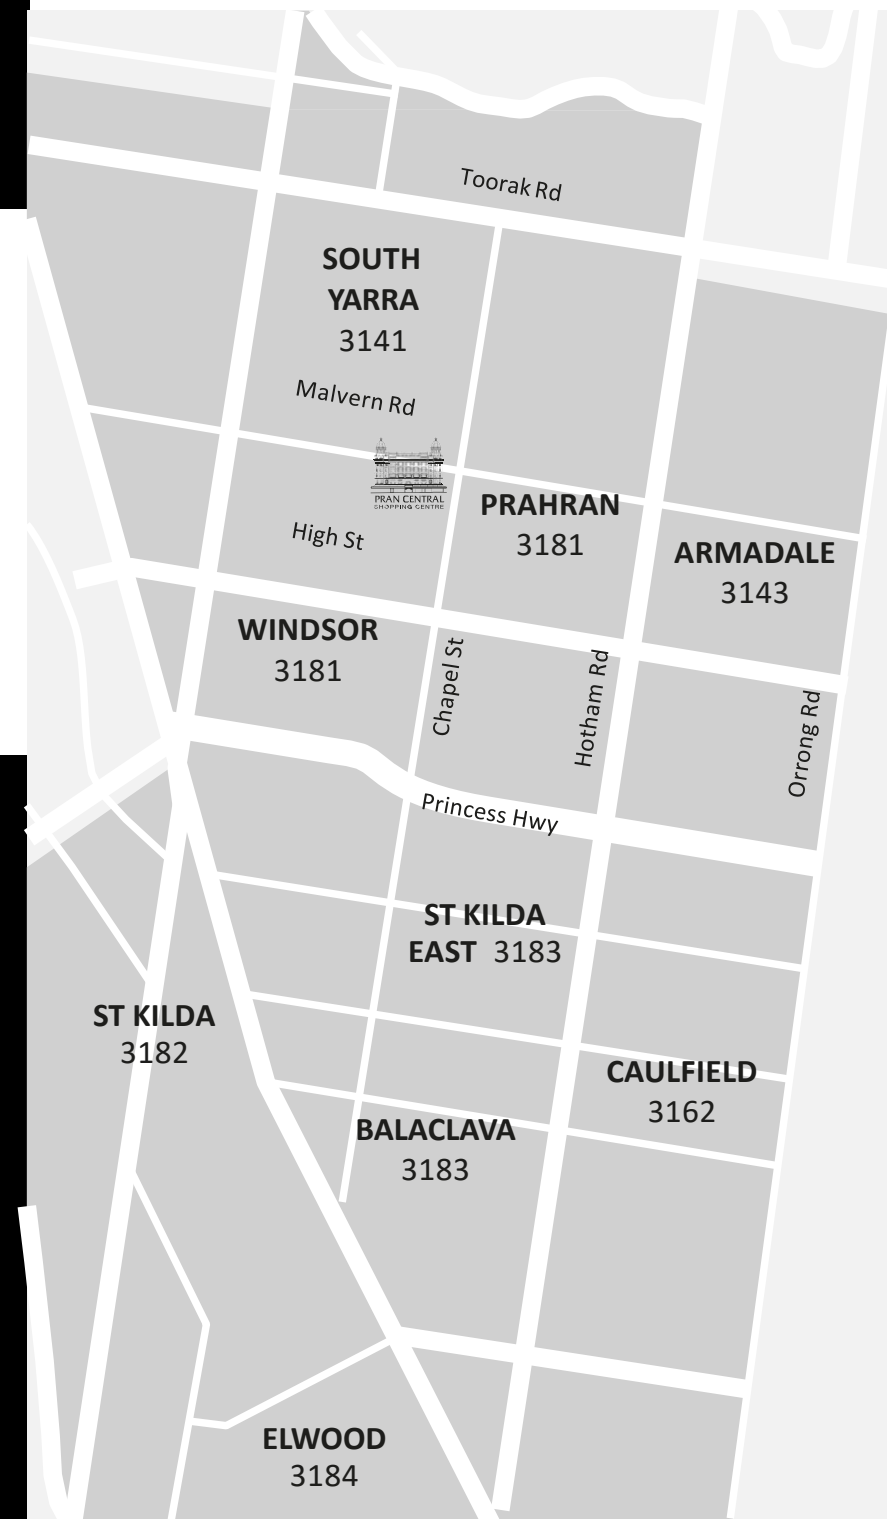 Toorak Rd
SOUTH
YARRA
3141
Malvern Rd
PRAN CENTRAL
SHOPPING CENTRE
PRAHRAN
3181
High St
ARMADALE
3143
WINDSOR
3181
Chapel St
Hotham Rd
Orrong Rd
Princess Hwy
ST KILDA
EAST 3183
ST KILDA
3182
CAULFIELD
3162
BALACLAVA
3183
ELWOOD
3184